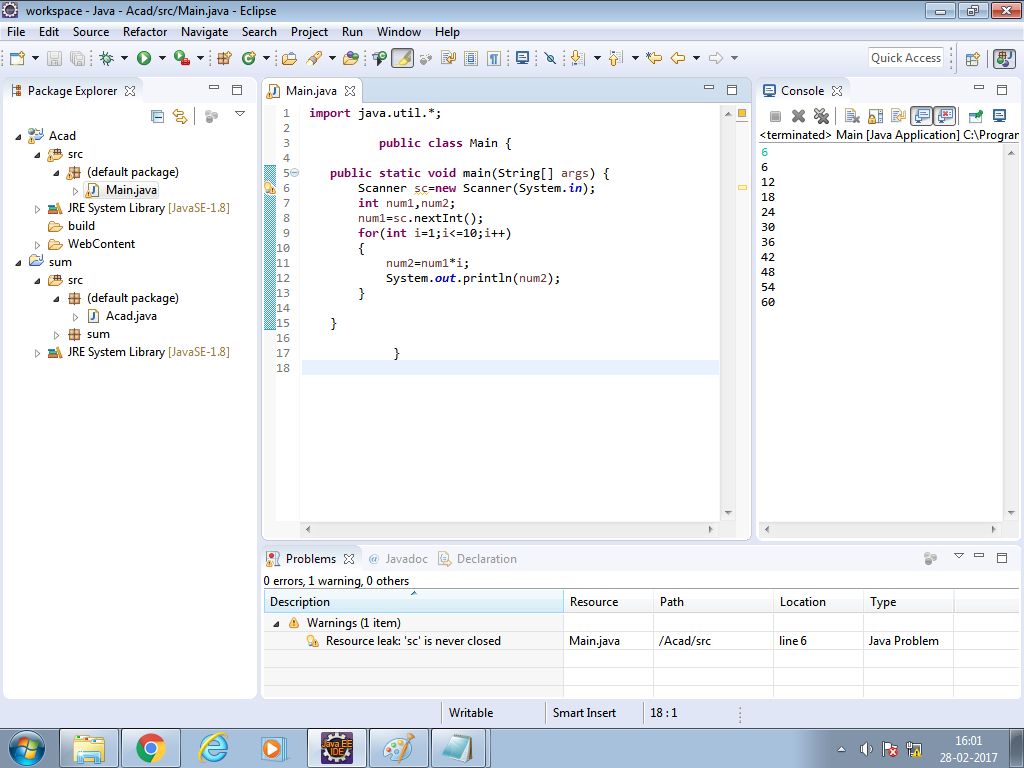 workspace - Java - Acad/src/Main.java - Eclipse
File Edit Source Refactor Navigate Search Project Run Window Help
Quick Access
Package Explorer
Acad
src
(default package)
Main.java
JRE System Library [JavaSE-1.8]
build
WebContent
sum
src
(default package)
Acad.java
sum
JRE System Library [JavaSE-1.8]
Main.java
1 import java.util.*;
2
3 public class Main {
4
5 public static void main(String[] args) {
6 Scanner sc=new Scanner(System.in);
7 int num1,num2;
8 num1=sc.nextInt();
9 for(int i=1;i<=10;i++)
10 {
11 num2=num1*i;
12 System.out.println(num2);
13 }
14
15 }
16
17 }
18
Console
<terminated> Main [Java Application] C:\Progran
6
6
12
18
24
30
36
42
48
54
60
Problems @ Javadoc Declaration
0 errors, 1 warning, 0 others
Description Resource Path Location Type
Warnings (1 item)
Resource leak: 'sc' is never closed Main.java /Acad/src line 6 Java Problem
Writable Smart Insert 18 : 1
Java EE
IDE
16:01
28-02-2017